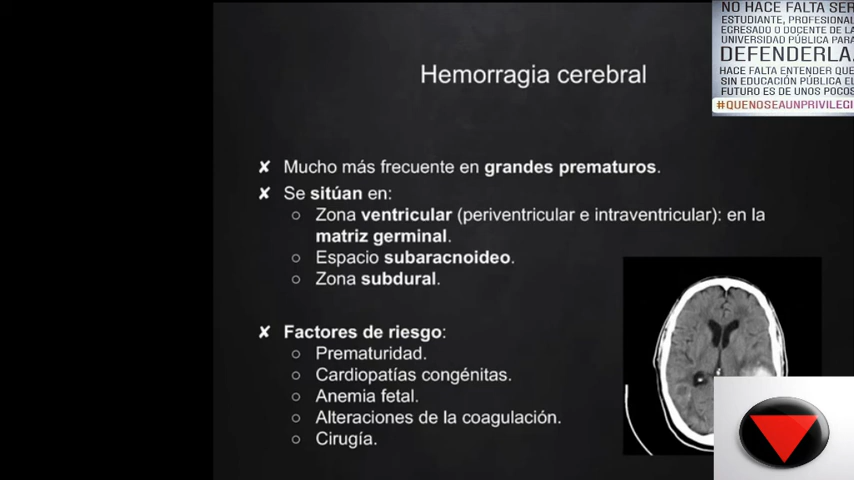 NO HACE FALTA SER
ESTUDIANTE, PROFESIONAL
EGRESADO O DOCENTE DE LA
UNIVERSIDAD PÚBLICA PARA
DEFENDERLA.
HACE FALTA ENTENDER QUE
SIN EDUCACIÓN PÚBLICA EL
FUTURO ES DE UNOS POCOS
#QUENOSEAUNPRIVILEGI
Hemorragia cerebral
✘ Mucho más frecuente en grandes prematuros.
✘ Se sitúan en:
○ Zona ventricular (periventricular e intraventricular): en la
matriz germinal.
○ Espacio subaracnoideo.
○ Zona subdural.
✘ Factores de riesgo:
○ Prematuridad.
○ Cardiopatías congénitas.
○ Anemia fetal.
○ Alteraciones de la coagulación.
○ Cirugía.